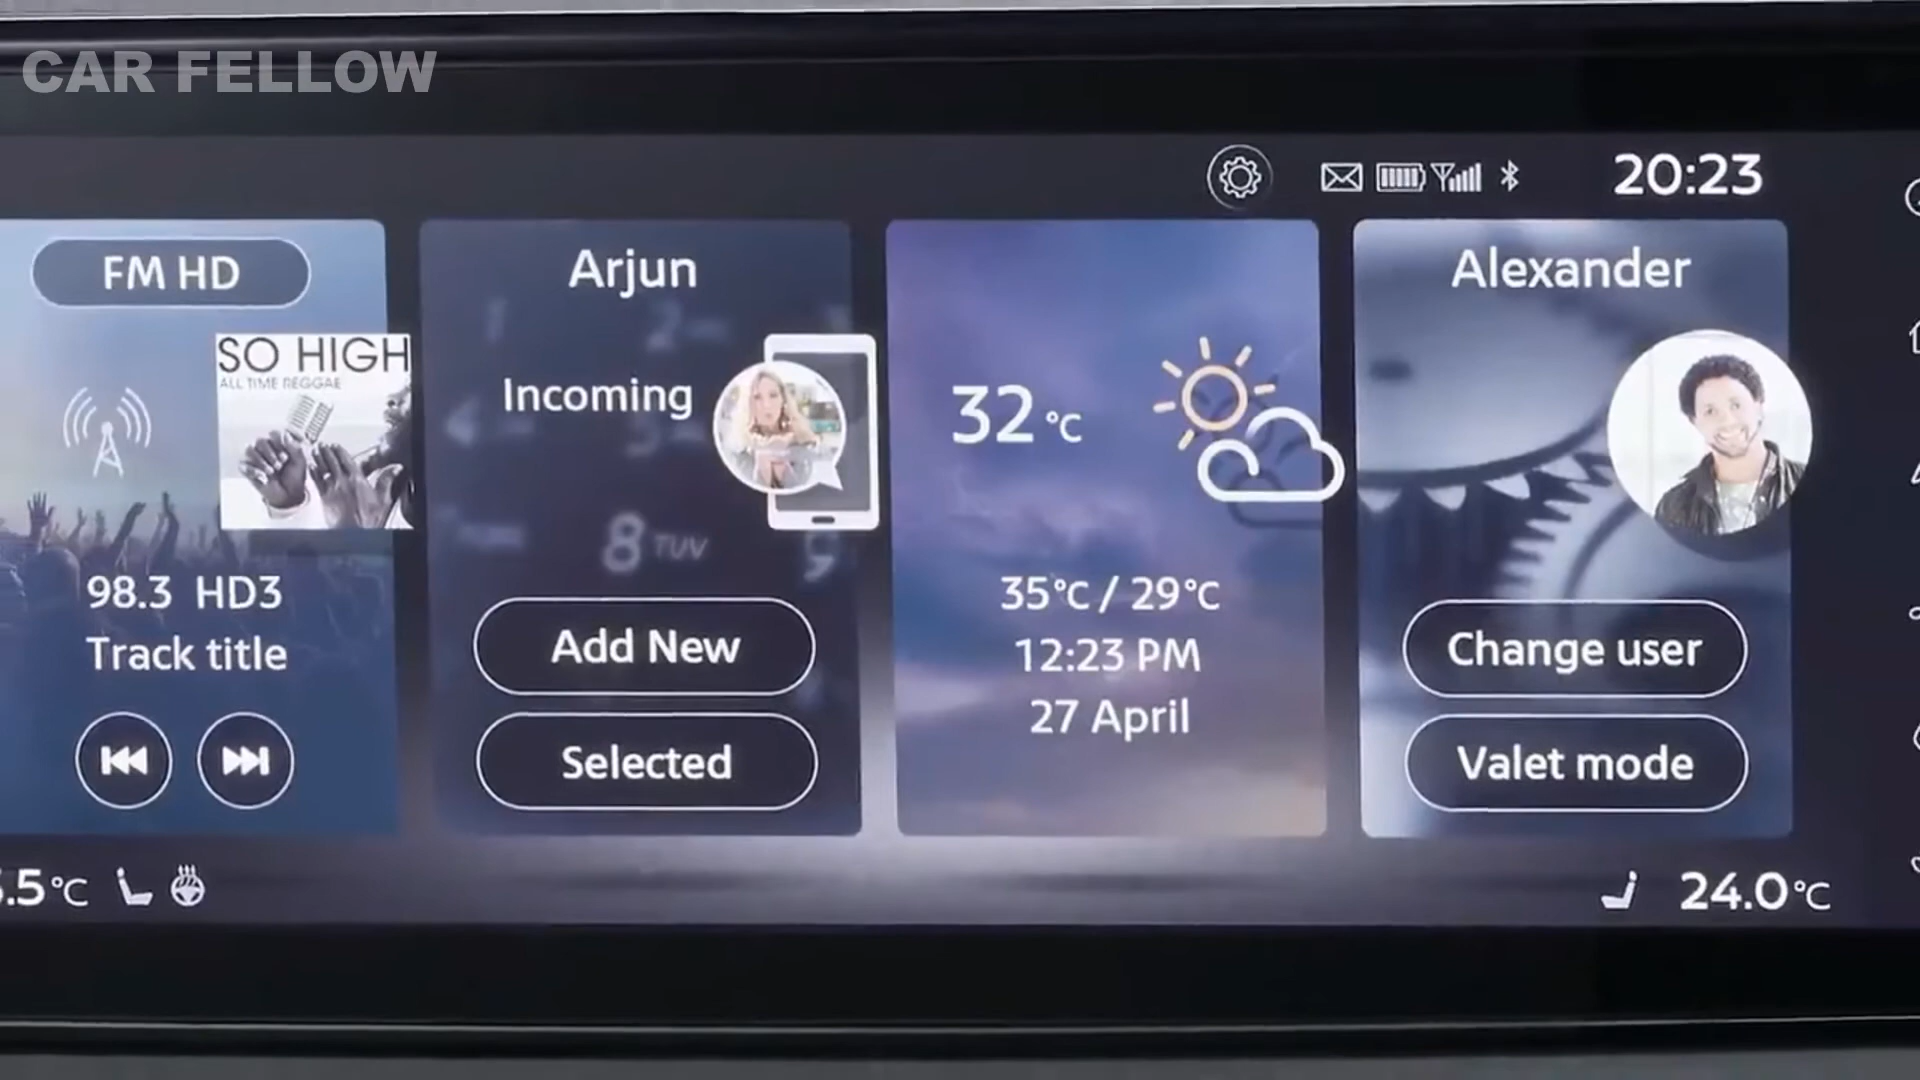 CAR FELLOW
20:23
FM HD
SO HIGH
ALL TIME REGGAE
98.3 HD3
Track title
Arjun
Incoming
8 TUV
Add New
Selected
32°C
35°C / 29°C
12:23 PM
27 April
Alexander
Change user
Valet mode
.5°C
24.0°C